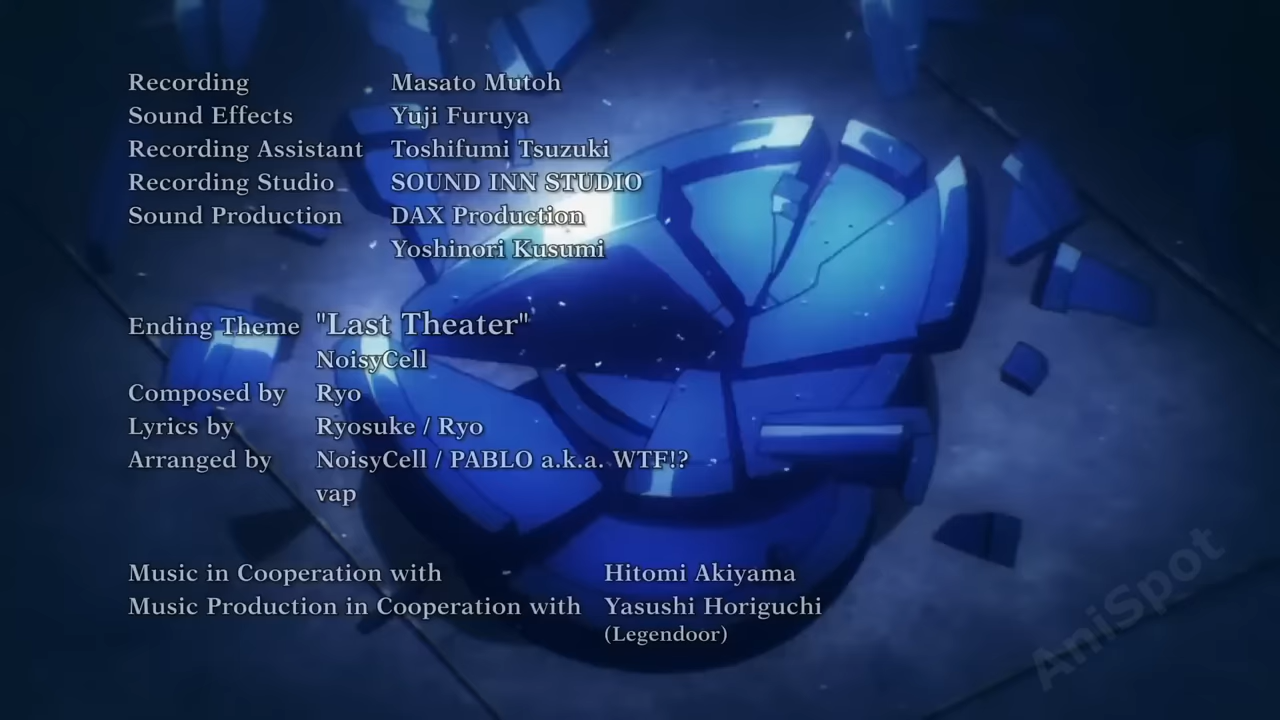 Recording Masato Mutoh
Sound Effects Yuji Furuya
Recording Assistant Toshifumi Tsuzuki
Recording Studio SOUND INN STUDIO
Sound Production DAX Production
Yoshinori Kusumi
Ending Theme "Last Theater"
NoisyCell
Composed by Ryo
Lyrics by Ryosuke / Ryo
Arranged by NoisyCell / PABLO a.k.a. WTF!?
vap
Music in Cooperation with Hitomi Akiyama
Music Production in Cooperation with Yasushi Horiguchi
(Legendoor)
AniSpot